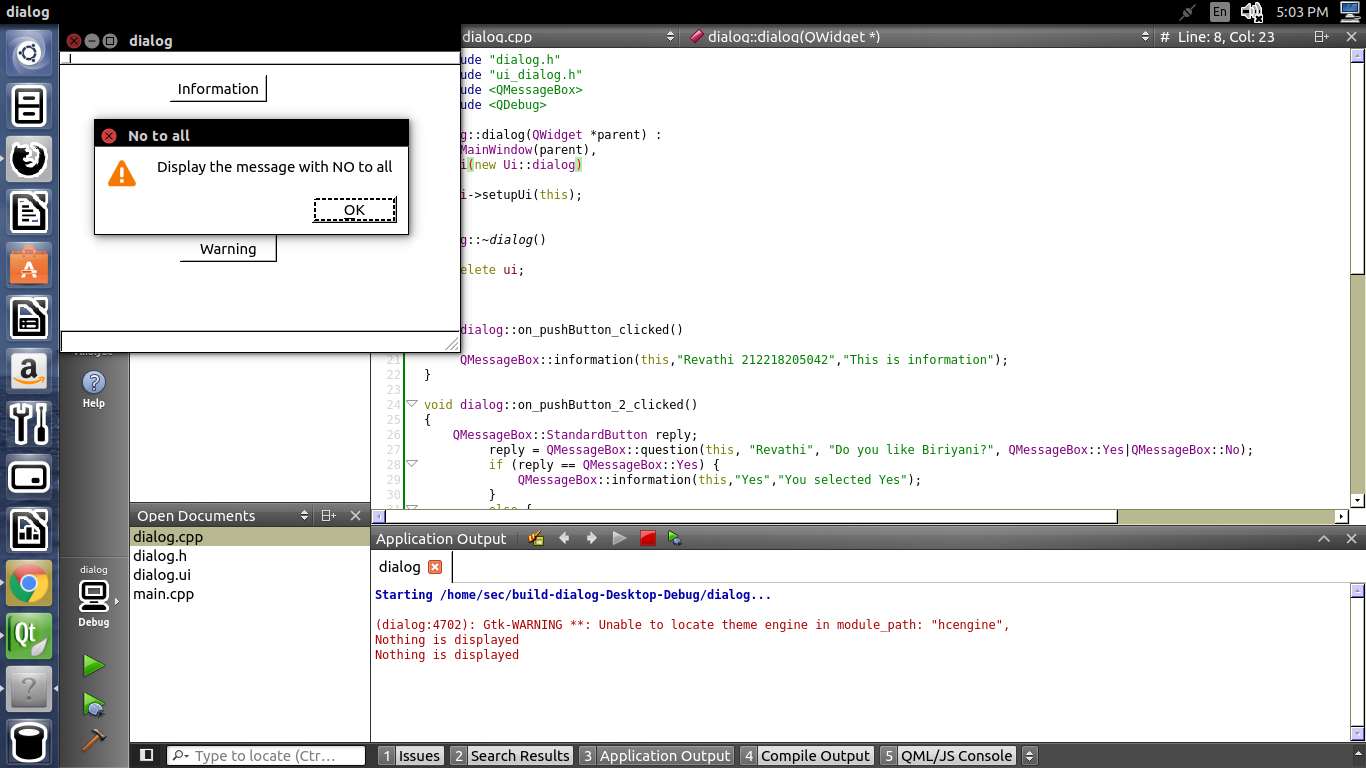 dialog
En
5:03 PM
dialog
Information
No to all
Display the message with NO to all
OK
Warning
dialog.cpp
dialog::dialog(QWidget *)
# Line: 8, Col: 23
ude "dialog.h"
ude "ui_dialog.h"
ude <QMessageBox>
ude <QDebug>
g::dialog(QWidget *parent) :
MainWindow(parent),
i(new Ui::dialog)
i->setupUi(this);
g::~dialog()
elete ui;
dialog::on_pushButton_clicked()
21 QMessageBox::information(this,"Revathi 212218205042","This is information");
22 }
23
24 void dialog::on_pushButton_2_clicked()
25 {
26 QMessageBox::StandardButton reply;
27 reply = QMessageBox::question(this, "Revathi", "Do you like Biriyani?", QMessageBox::Yes|QMessageBox::No);
28 if (reply == QMessageBox::Yes) {
29 QMessageBox::information(this,"Yes","You selected Yes");
30 }
31 else {
Analyze
Help
Open Documents
dialog.cpp
dialog.h
dialog.ui
main.cpp
dialog
Debug
Application Output
dialog
Starting /home/sec/build-dialog-Desktop-Debug/dialog...
(dialog:4702): Gtk-WARNING **: Unable to locate theme engine in module_path: "hcengine",
Nothing is displayed
Nothing is displayed
Type to locate (Ctr…
1 Issues
2 Search Results
3 Application Output
4 Compile Output
5 QML/JS Console